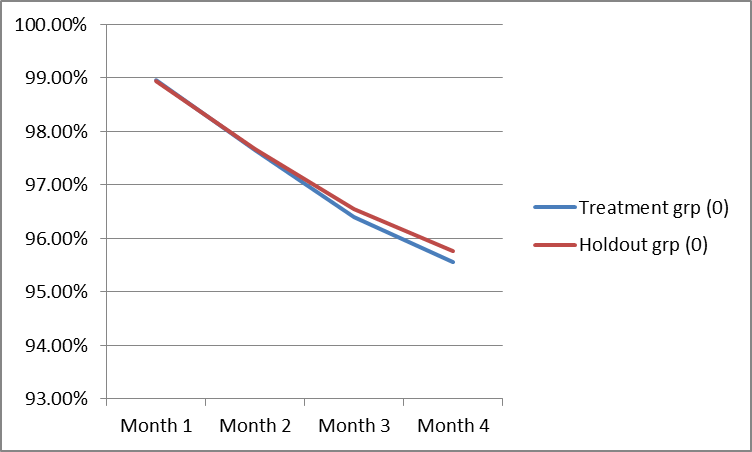 100.00%
99.00%
98.00%
97.00%
96.00%
95.00%
94.00%
93.00%
Month 1 Month 2 Month 3 Month 4
Treatment grp (0)
Holdout grp (0)